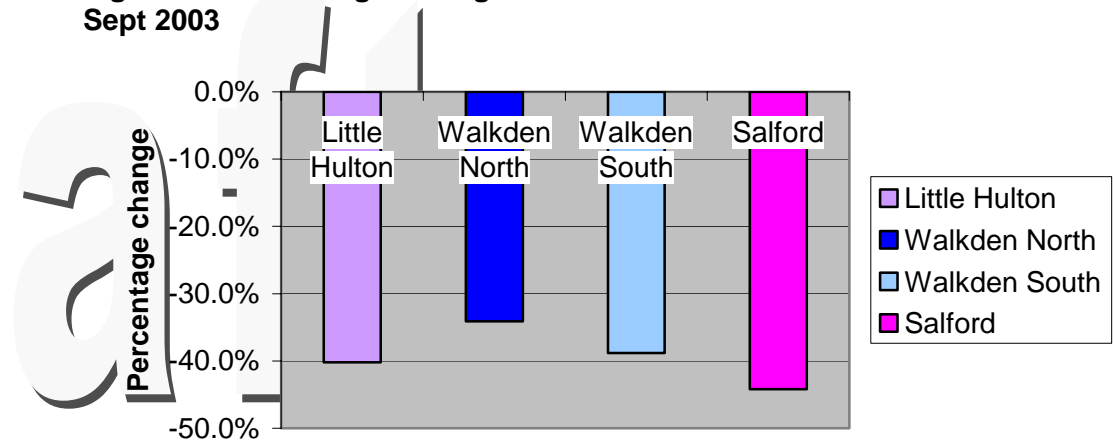 Sept 2003
0.0%
-10.0%
-20.0%
-30.0%
-40.0%
-50.0%
Percentage change
Little
Hulton
Walkden
North
Walkden
South
Salford
Little Hulton
Walkden North
Walkden South
Salford